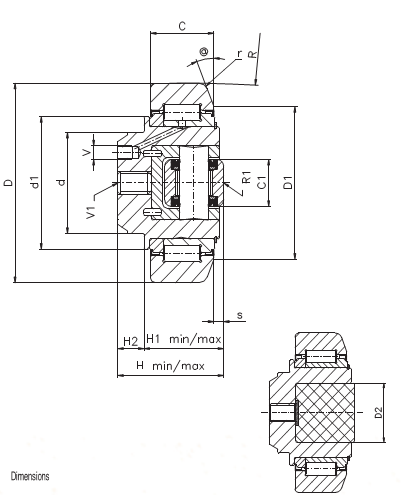 C
@
r
R
V
D
d1
d
V1
R1
C1
D1
s
H2
H1 min/max
H min/max
D2
Dimensions